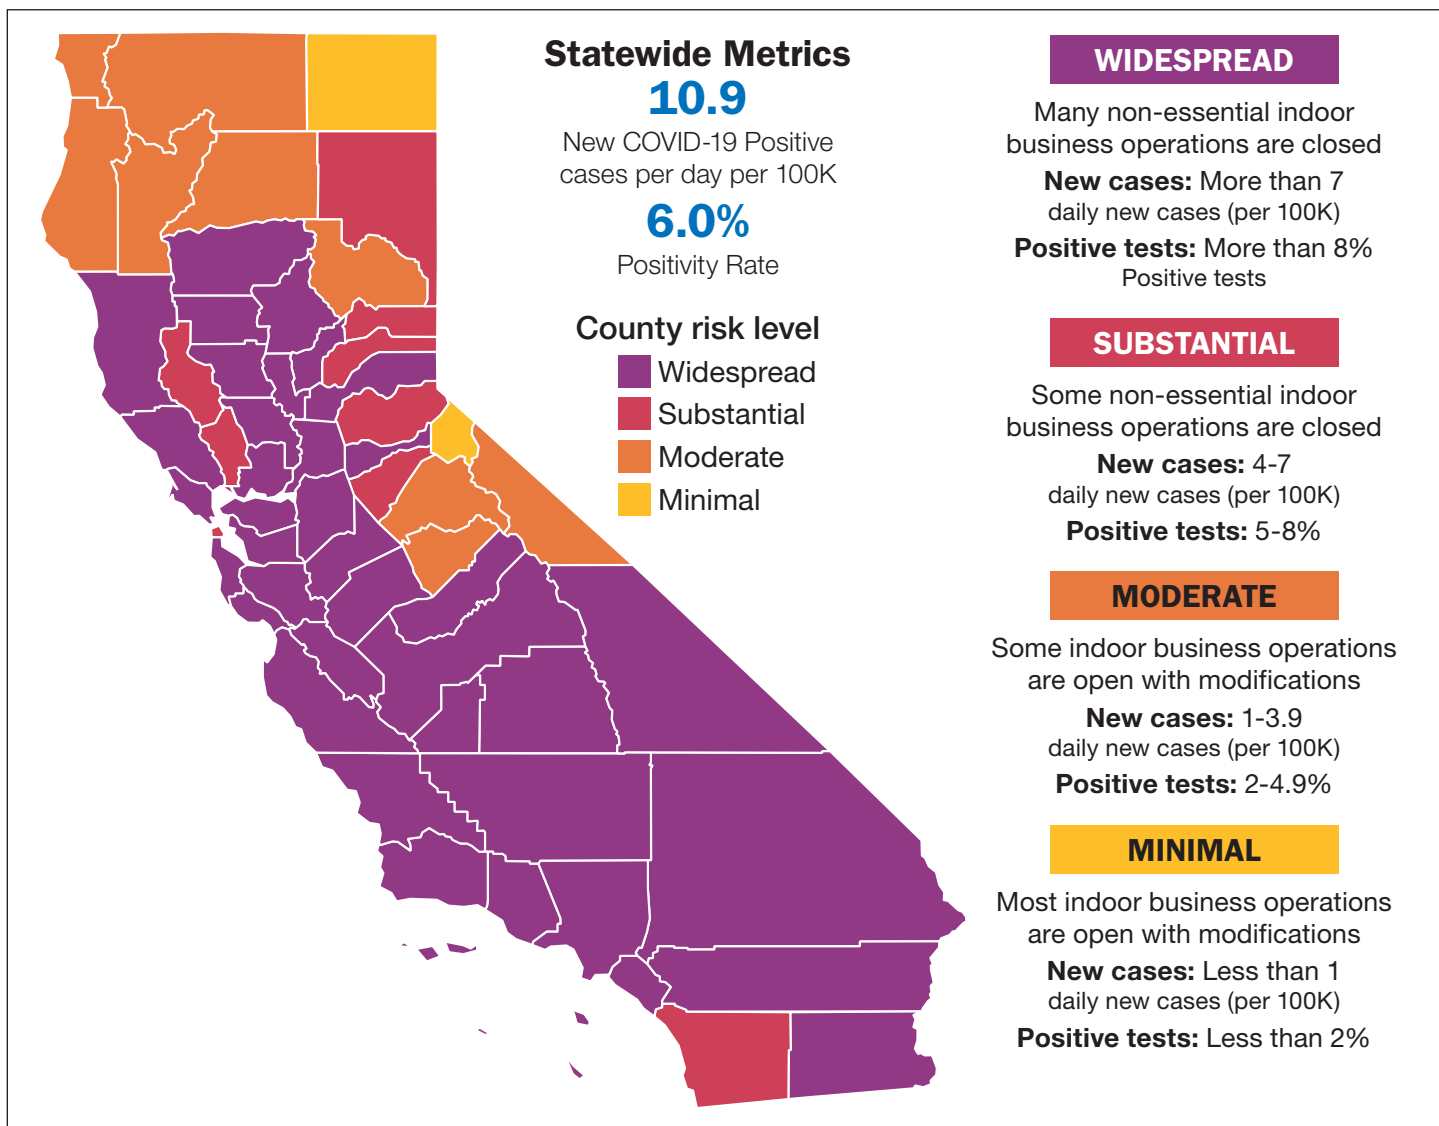 Statewide Metrics
10.9
New COVID-19 Positive
cases per day per 100K
6.0%
Positivity Rate
County risk level
Widespread
Substantial
Moderate
Minimal
WIDESPREAD
Many non-essential indoor
business operations are closed
New cases: More than 7
daily new cases (per 100K)
Positive tests: More than 8%
Positive tests
SUBSTANTIAL
Some non-essential indoor
business operations are closed
New cases: 4-7
daily new cases (per 100K)
Positive tests: 5-8%
MODERATE
Some indoor business operations
are open with modifications
New cases: 1-3.9
daily new cases (per 100K)
Positive tests: 2-4.9%
MINIMAL
Most indoor business operations
are open with modifications
New cases: Less than 1
daily new cases (per 100K)
Positive tests: Less than 2%